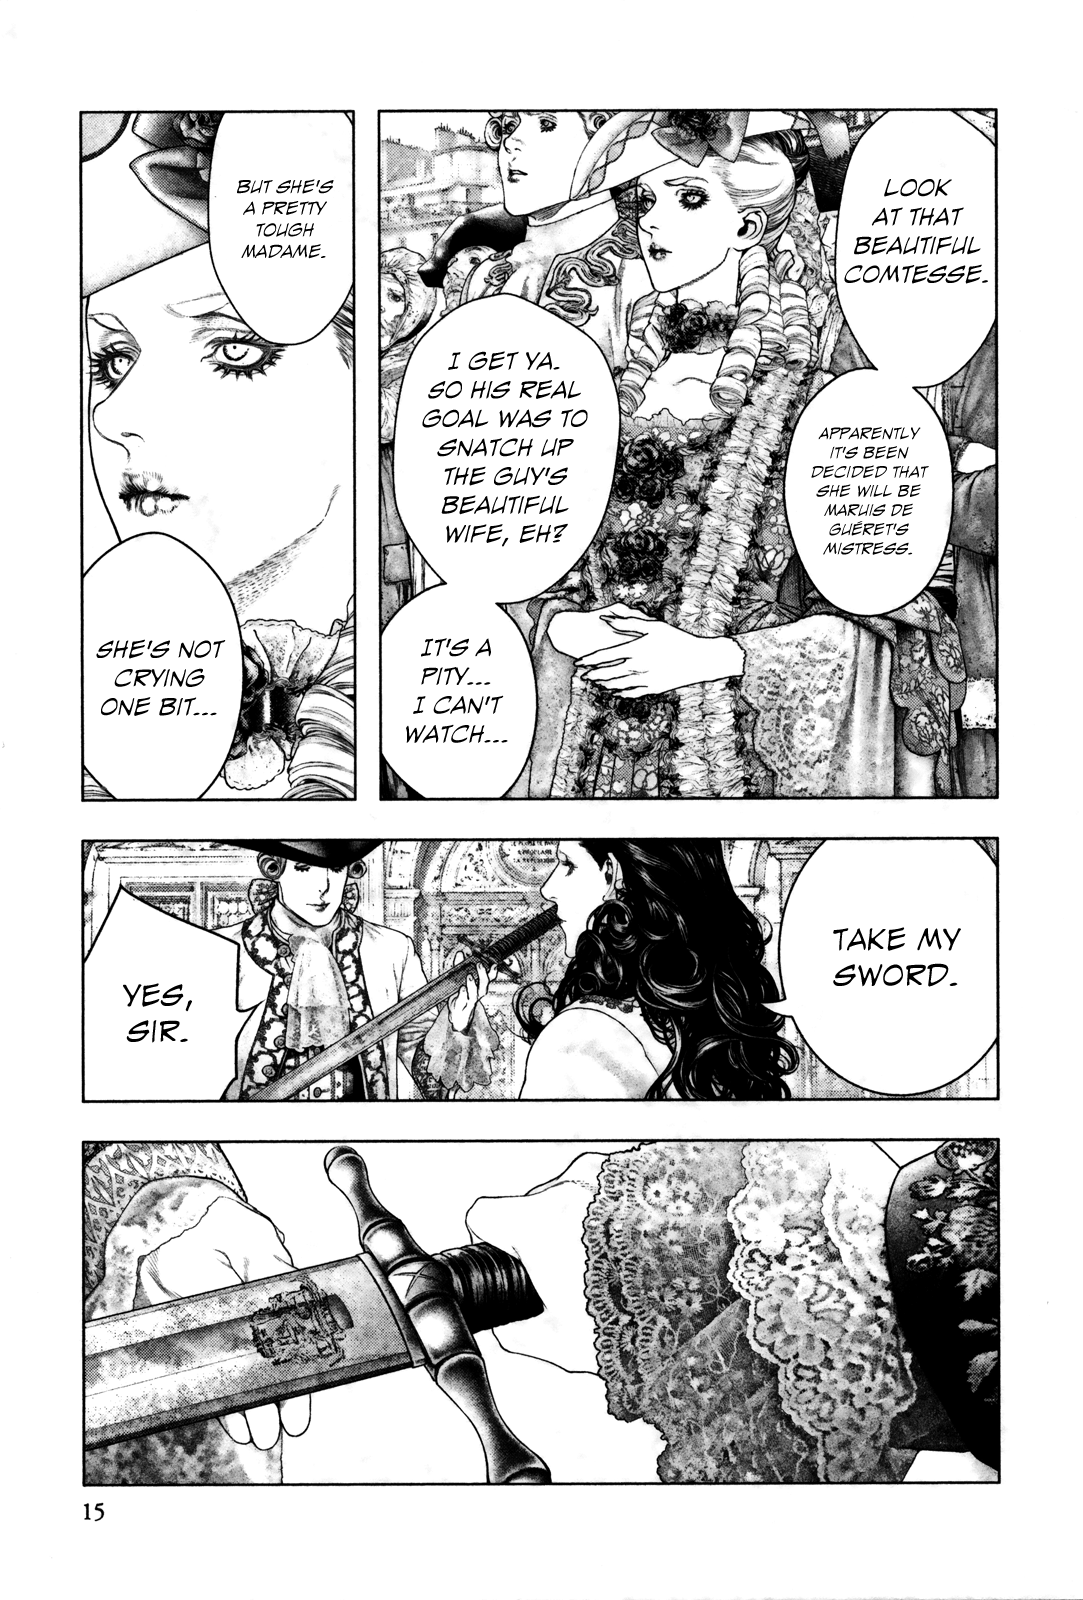 LOOK
AT THAT
BEAUTIFUL
COMTESSE.
APPARENTLY
IT'S BEEN
DECIDED THAT
SHE WILL BE
MARUIS DE
GUÉRET'S
MISTRESS.
I GET YA.
SO HIS REAL
GOAL WAS TO
SNATCH UP
THE GUY'S
BEAUTIFUL
WIFE, EH?
IT'S A
PITY...
I CAN'T
WATCH...
BUT SHE'S
A PRETTY
TOUGH
MADAME.
SHE'S NOT
CRYING
ONE BIT...
TAKE MY
SWORD.
YES,
SIR.
15